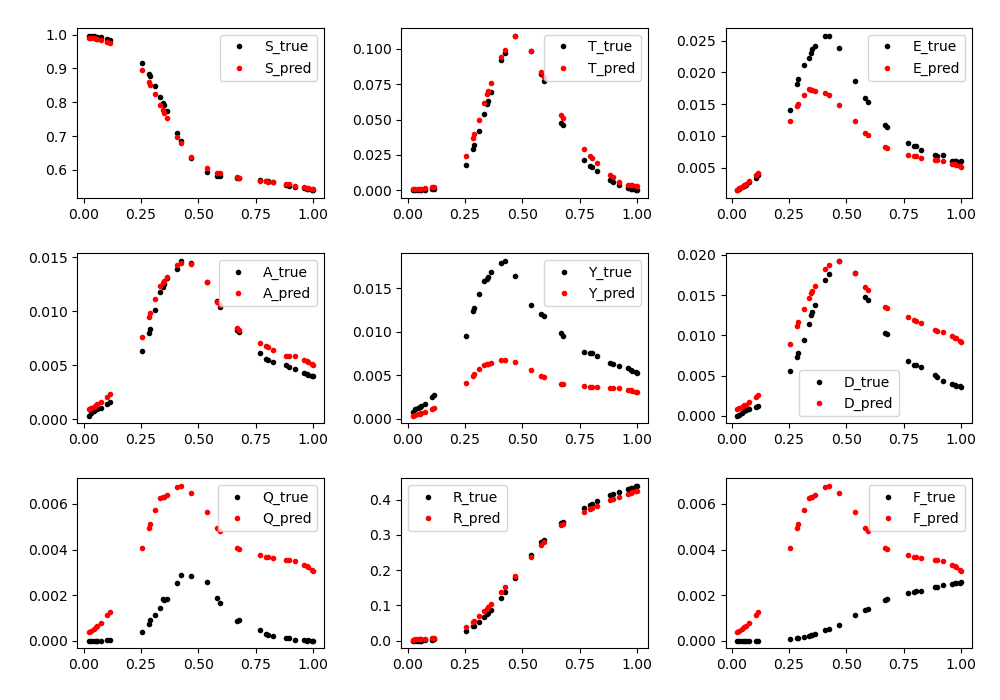 1.0
0.9
0.8
0.7
0.6
S_true
S_pred
0.00 0.25 0.50 0.75 1.00
0.100
0.075
0.050
0.025
0.000
T_true
T_pred
0.00 0.25 0.50 0.75 1.00
0.025
0.020
0.015
0.010
0.005
E_true
E_pred
0.00 0.25 0.50 0.75 1.00
0.015
0.010
0.005
0.000
A_true
A_pred
0.00 0.25 0.50 0.75 1.00
0.015
0.010
0.005
0.000
Y_true
Y_pred
0.00 0.25 0.50 0.75 1.00
0.020
0.015
0.010
0.005
0.000
D_true
D_pred
0.00 0.25 0.50 0.75 1.00
0.006
0.004
0.002
0.000
Q_true
Q_pred
0.00 0.25 0.50 0.75 1.00
0.4
0.3
0.2
0.1
0.0
R_true
R_pred
0.00 0.25 0.50 0.75 1.00
0.006
0.004
0.002
0.000
F_true
F_pred
0.00 0.25 0.50 0.75 1.00